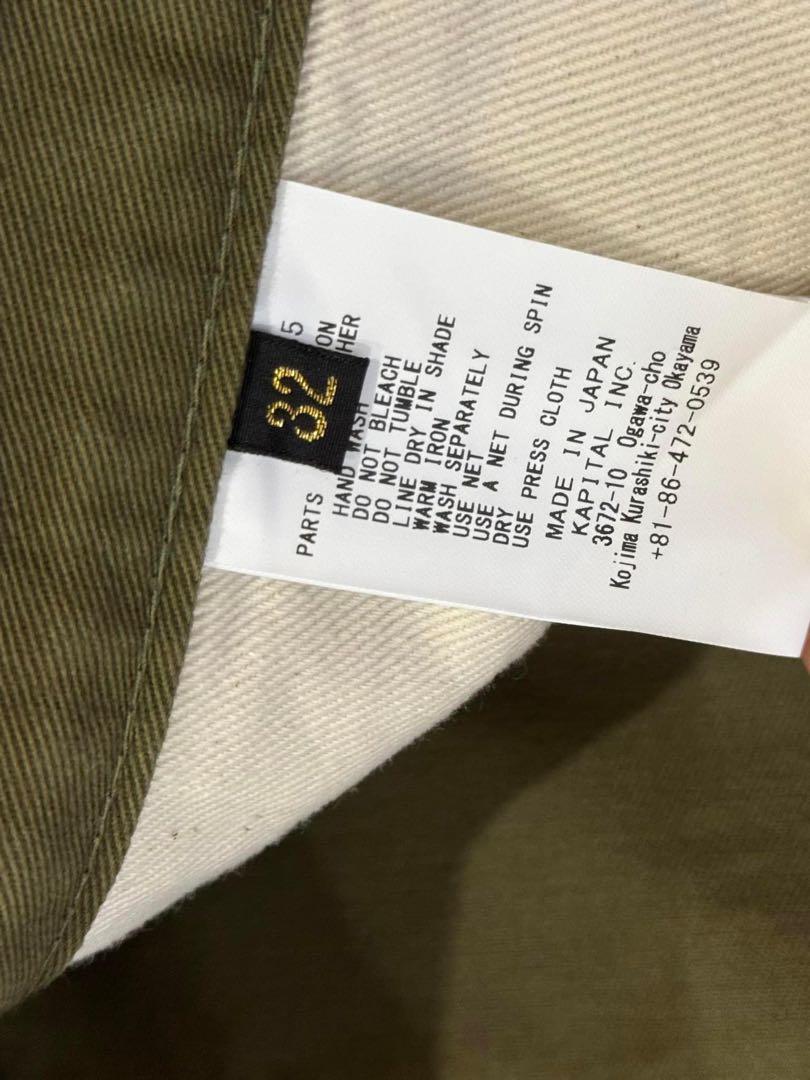 32
5
PARTS
HAND WASH
DO NOT BLEACH
DO NOT TUMBLE
LINE DRY IN SHADE
WARM IRON
WASH SEPARATELY
USE NET
USE A NET DURING SPIN
DRY
USE PRESS CLOTH
MADE IN JAPAN
KAPITAL INC.
3672-10 Ogawa-cho
Kojima Kurashiki-city Okayama
+81-86-472-0539